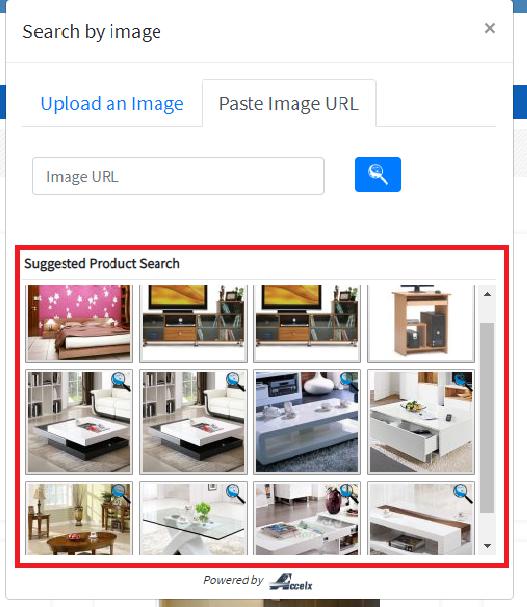 Search by image
×
Upload an Image
Paste Image URL
Image URL
Suggested Product Search
Powered by Accelx